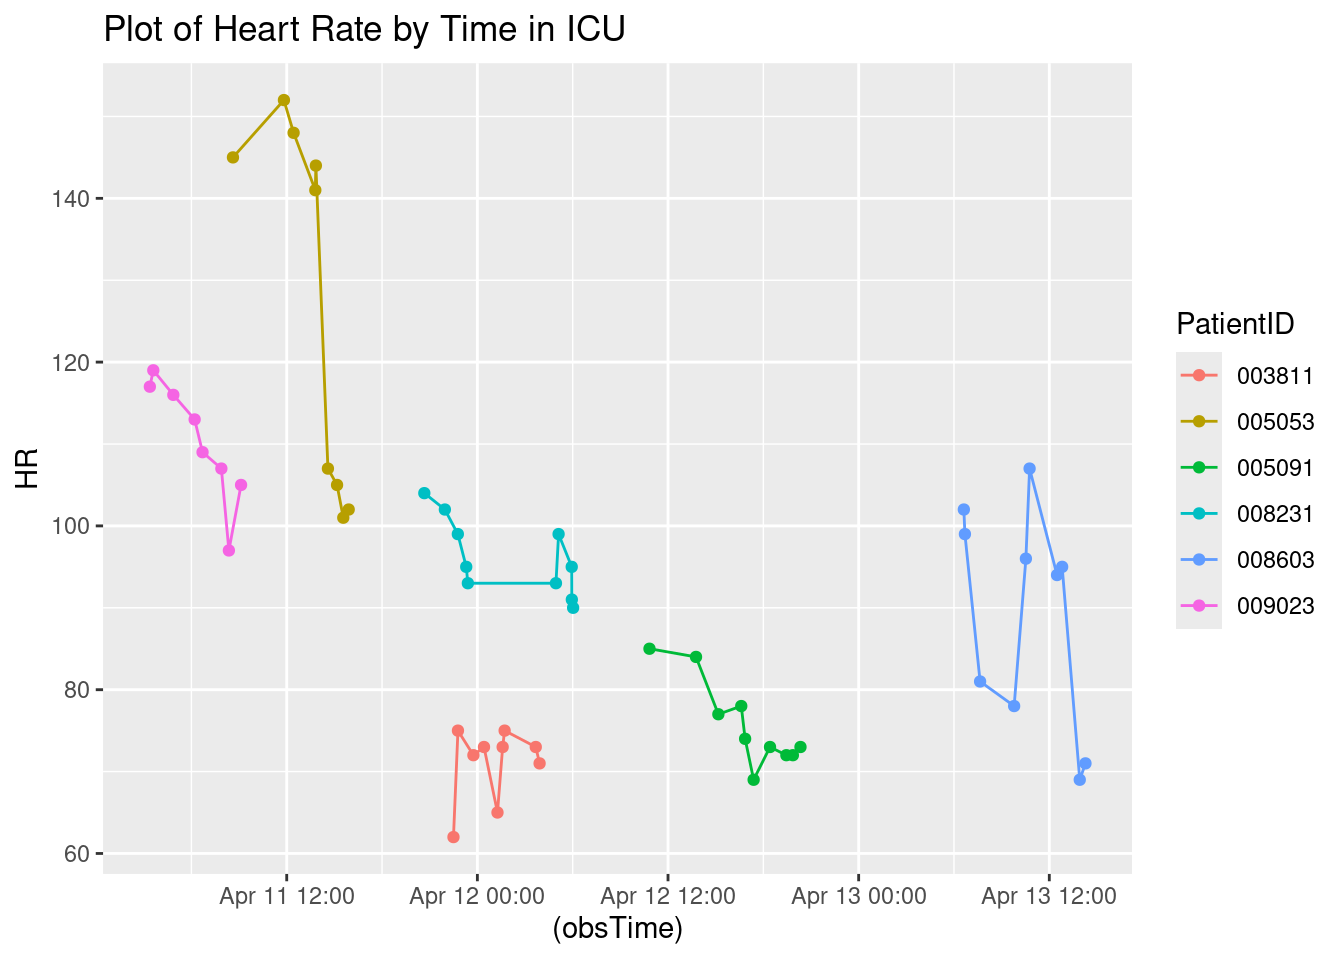 Plot of Heart Rate by Time in ICU
HR
140
120
100
80
60
Apr 11 12:00
Apr 12 00:00
Apr 12 12:00
Apr 13 00:00
Apr 13 12:00
(obsTime)
PatientID
003811
005053
005091
008231
008603
009023